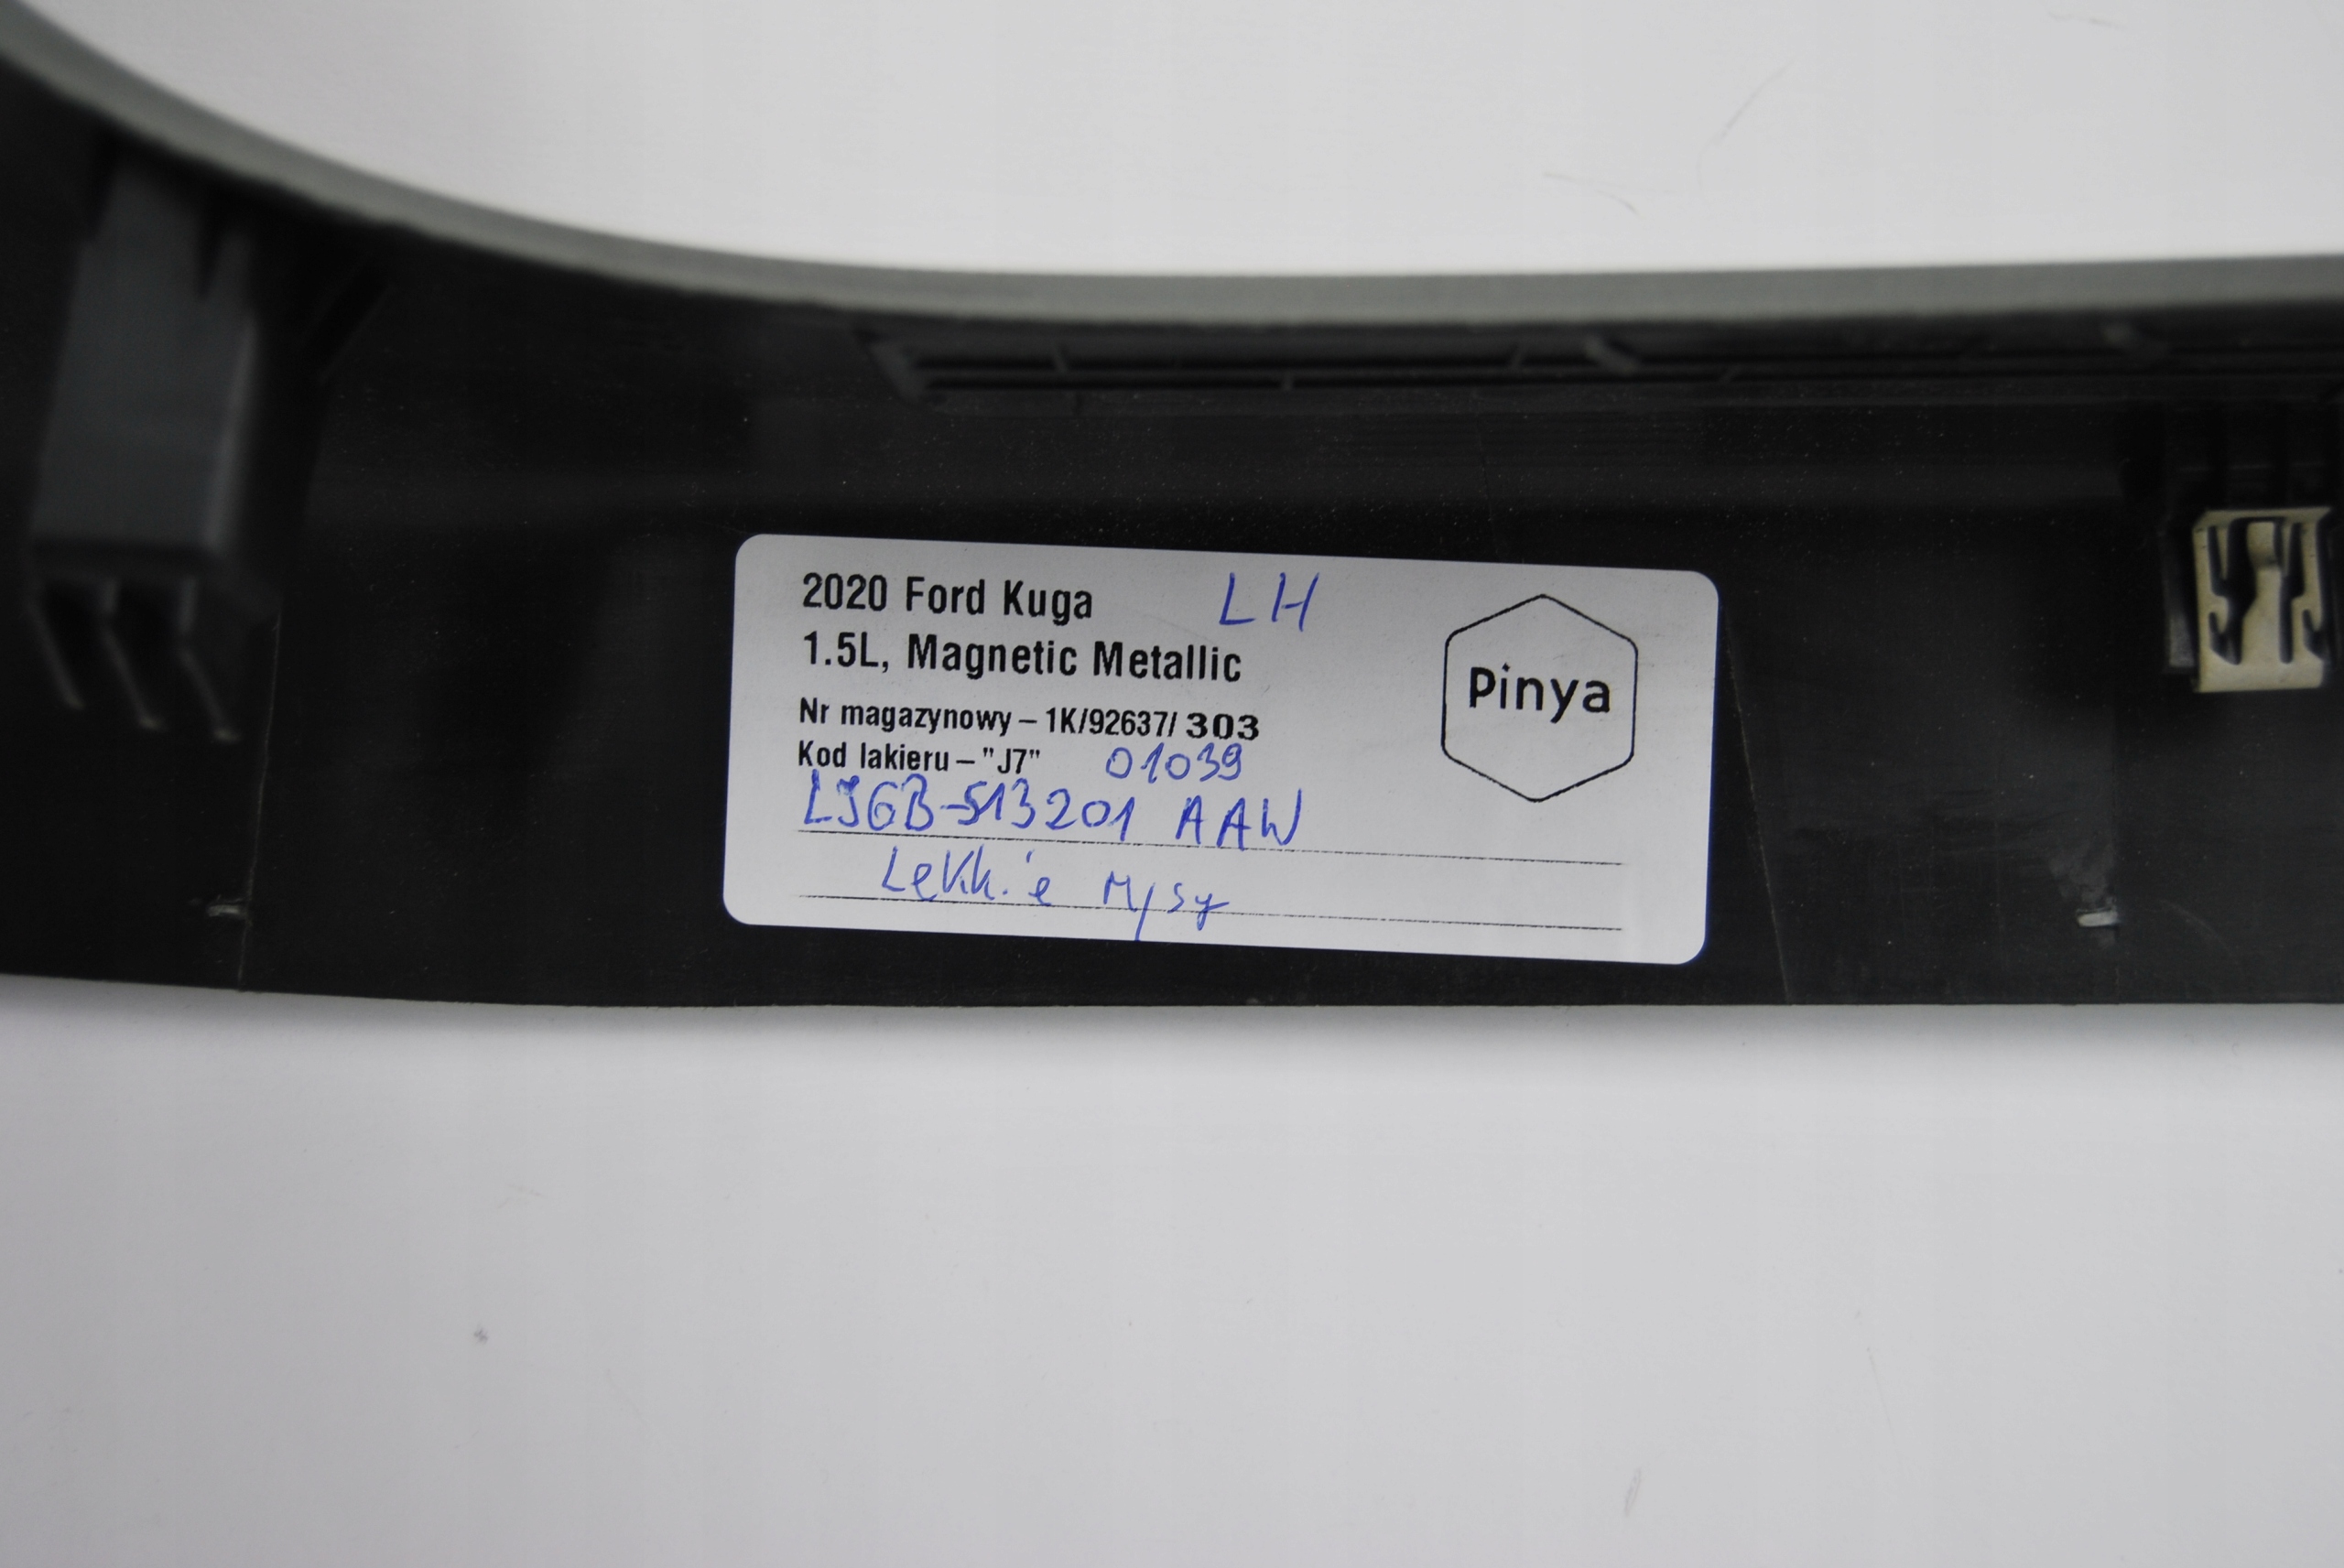 2020 Ford Kuga LH
1.5L, Magnetic Metallic
Pinya
Nr magazynowy – 1K/92637/ 303
Kod lakieru – "J7" 01039
LJ6B-S13201 AAW
Lekkie rysy